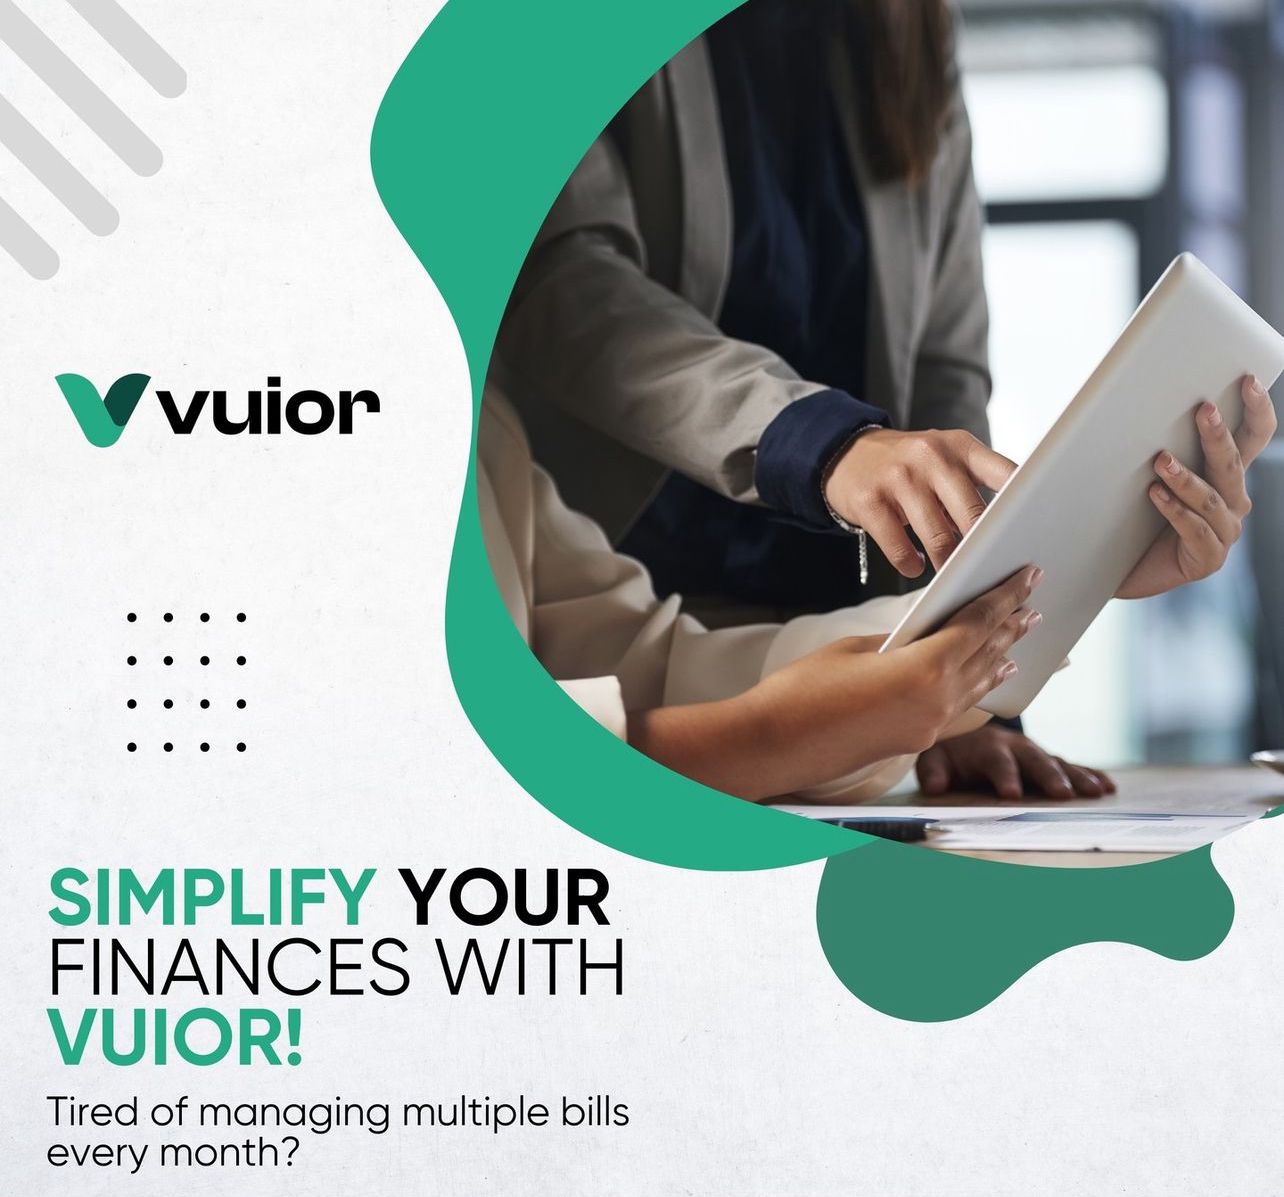 vuior
SIMPLIFY YOUR
FINANCES WITH
VUIOR!
Tired of managing multiple bills
every month?